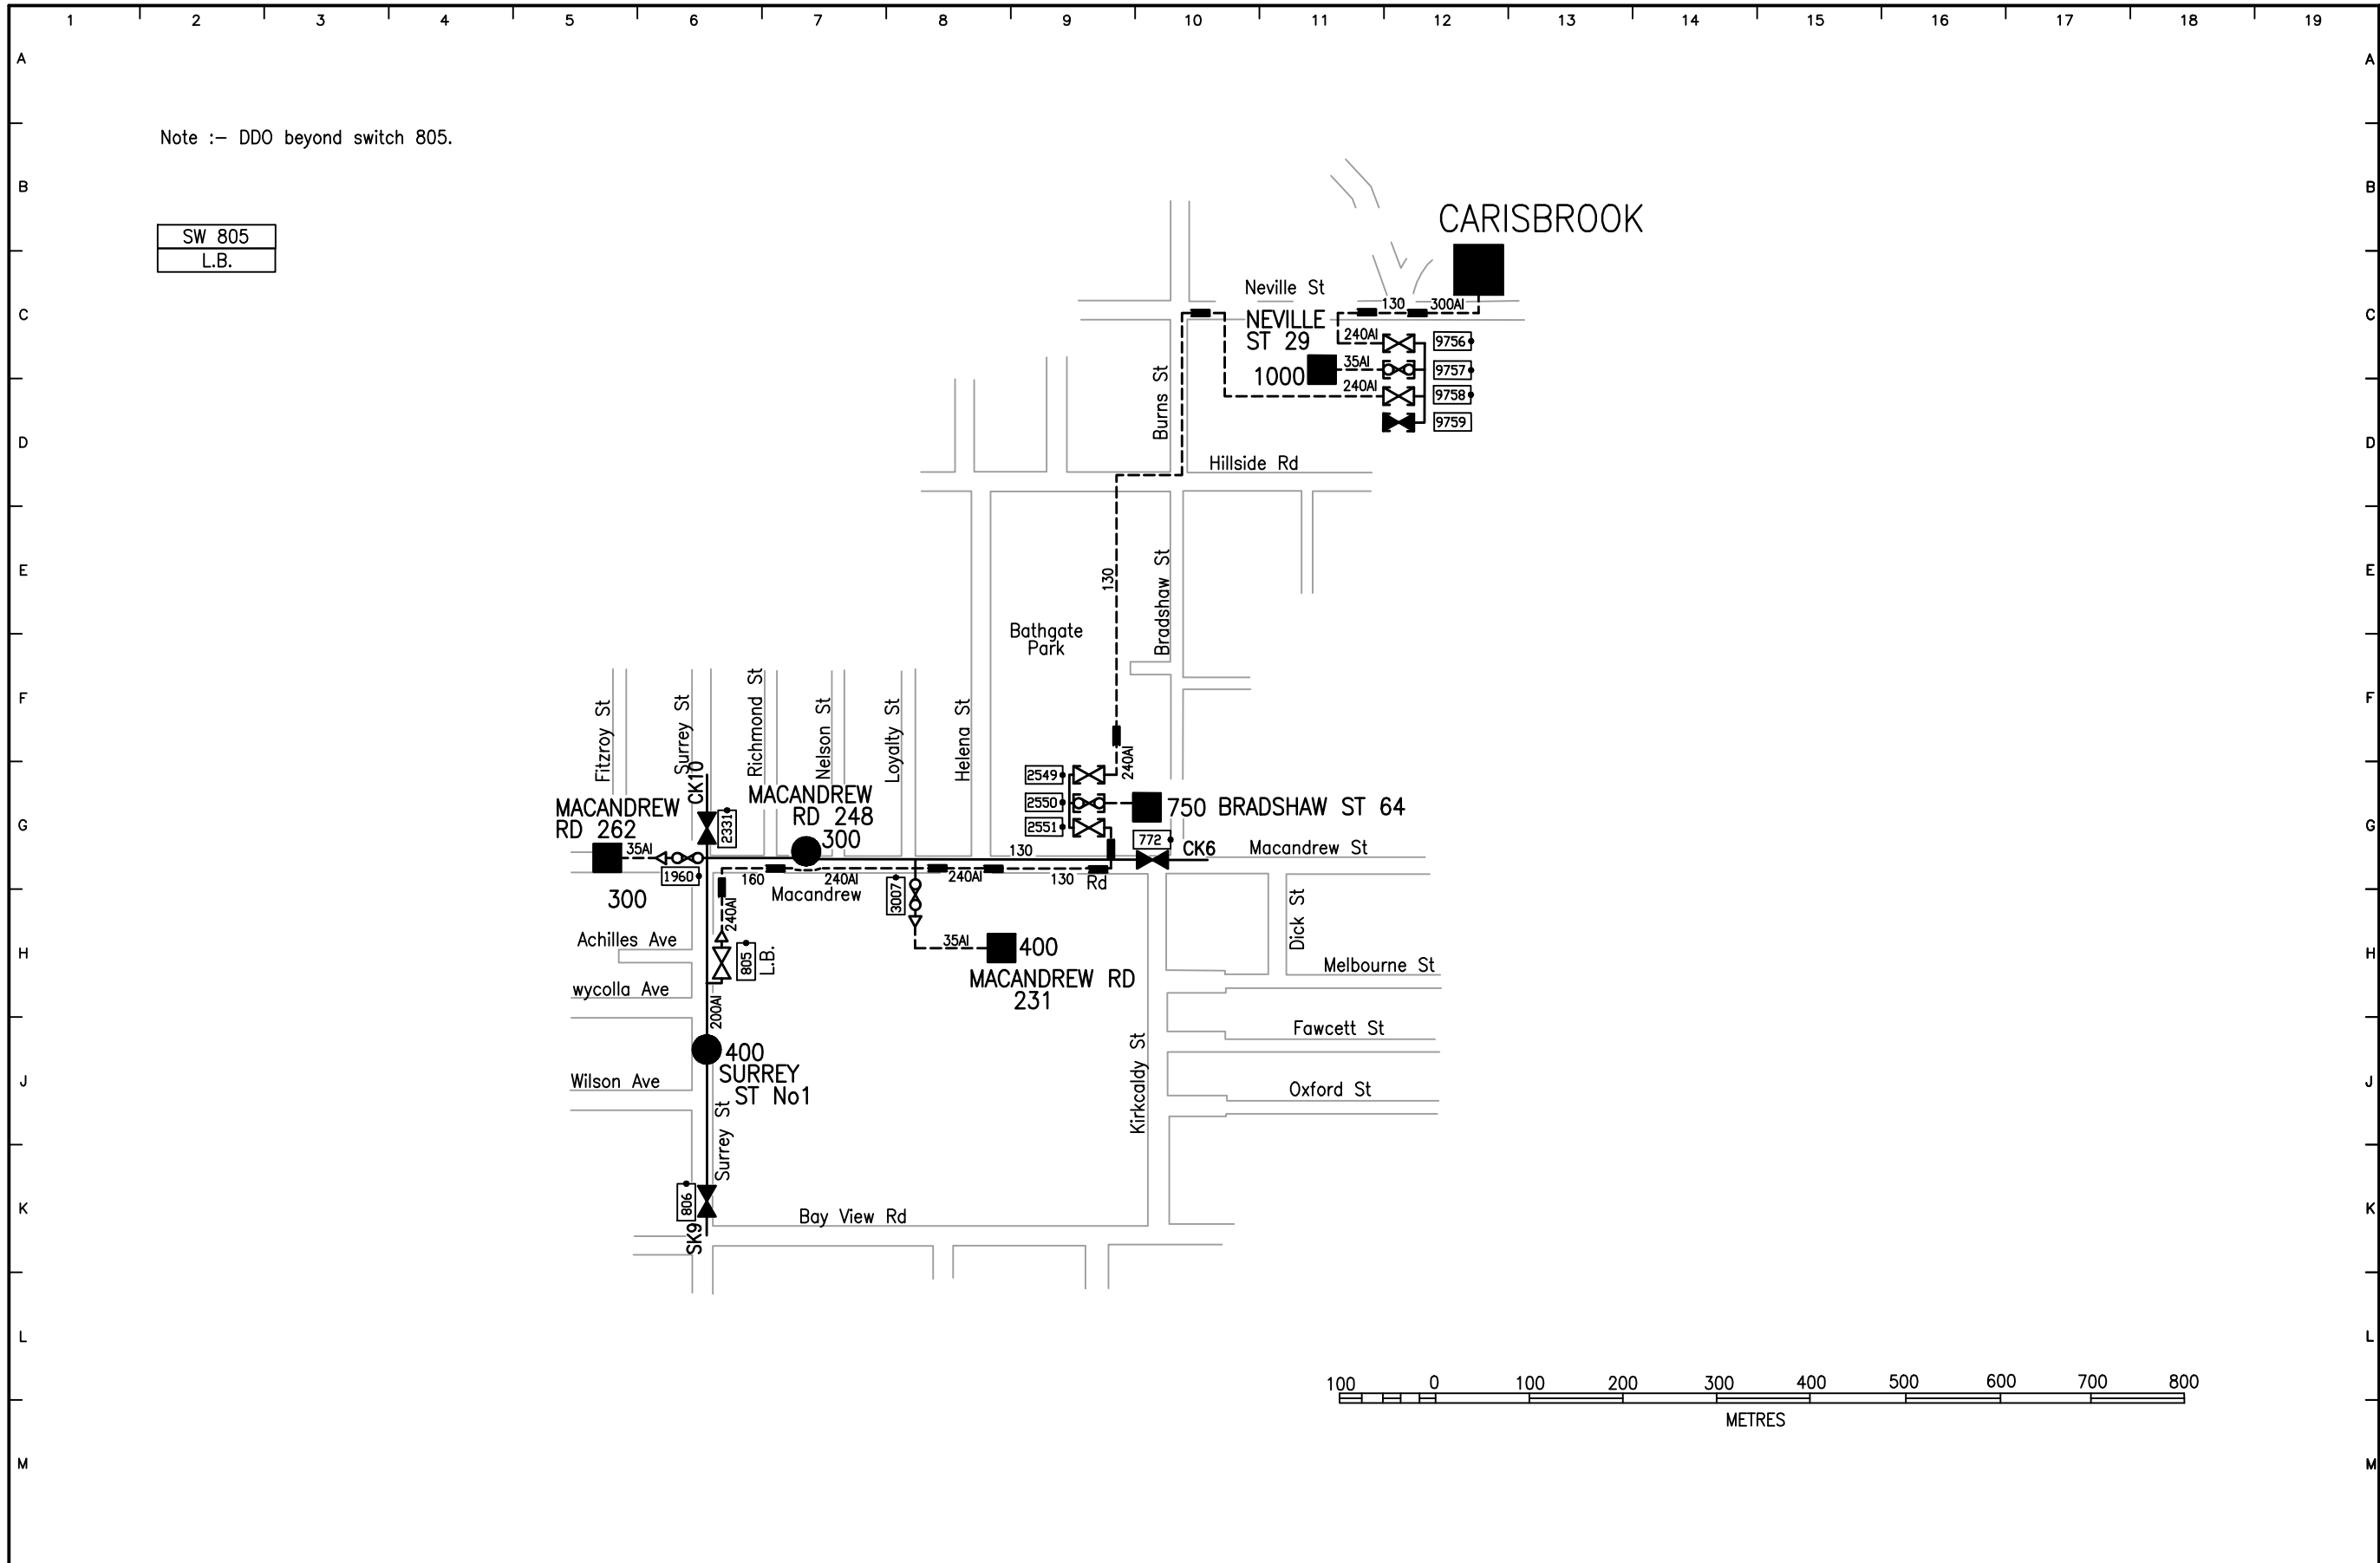 1 2 3 4 5 6 7 8 9 10 11 12 13 14 15 16 17 18 19
A A
Note :– DDO beyond switch 805.
B B
CARISBROOK
SW 805
L.B.
Neville St
C C
130 300Al
NEVILLE
ST 29
240Al
9756
35Al
9757
1000
240Al
9758
9759
Burns St
D D
Hillside Rd
E E
130
Bradshaw St
Bathgate
Park
F F
Fitzroy St
Surrey St
Richmond St
Nelson St
Loyalty St
Helena St
240Al
2549
2550
2551
CK10
2331
MACANDREW
RD 262
MACANDREW
RD 248
300
750 BRADSHAW ST 64
G G
772
CK6
Macandrew St
35Al
130
1960
160
240Al
240Al
130
Rd
Macandrew
3007
300
240Al
Dick St
Achilles Ave
805
L.B.
35Al
400
H H
MACANDREW RD
231
Melbourne St
wycolla Ave
200Al
Fawcett St
400
SURREY
ST No1
Kirkcaldy St
Wilson Ave
J J
Oxford St
Surrey St
806
K K
Bay View Rd
SK9
L L
100 0 100 200 300 400 500 600 700 800
METRES
M M